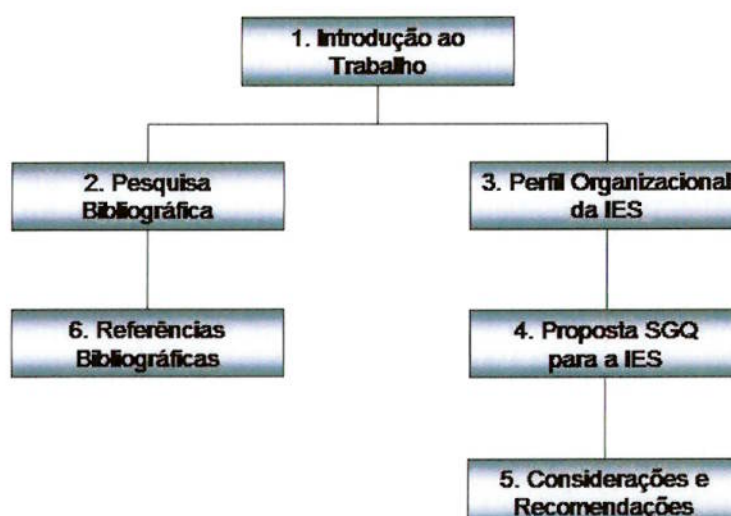 1. Introdução ao
Trabalho
2. Pesquisa
Bibliográfica
3. Perfil Organizacional
da IES
6. Referências
Bibliográficas
4. Proposta SGQ
para a IES
5. Considerações e
Recomendações